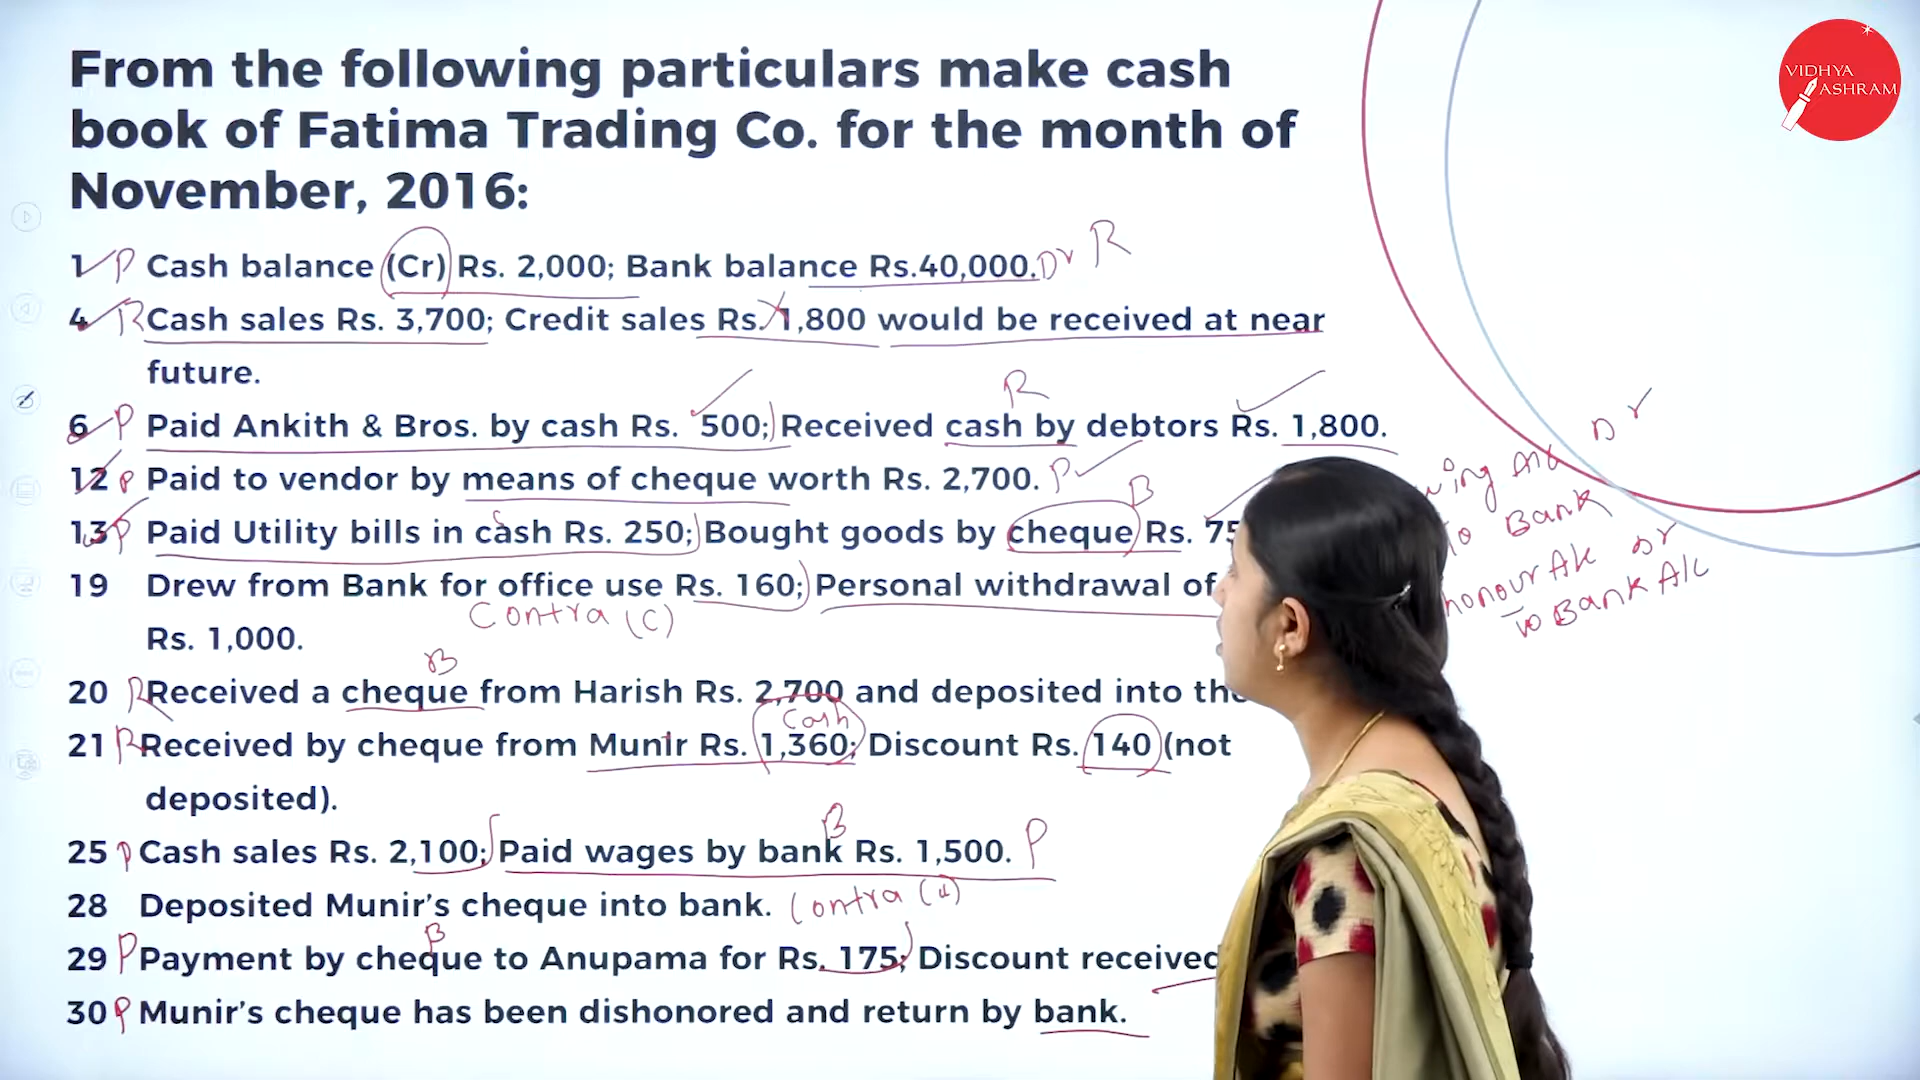 From the following particulars make cash
book of Fatima Trading Co. for the month of
November, 2016:
VIDHYA
ASHRAM
1 P Cash balance (Cr) Rs. 2,000; Bank balance Rs.40,000. Dr R
4 R Cash sales Rs. 3,700; Credit sales Rs. 1,800 would be received at near
future.
R
6 P Paid Ankith & Bros. by cash Rs. 500; Received cash by debtors Rs. 1,800.
Dr
12 P Paid to vendor by means of cheque worth Rs. 2,700. P
wing A/c
B
13 P Paid Utility bills in cash Rs. 250; Bought goods by cheque Rs. 75
To Bank
19 Drew from Bank for office use Rs. 160; Personal withdrawal of
honour A/c Dr
To Bank A/c
Contra (C)
Rs. 1,000.
B
20 R Received a cheque from Harish Rs. 2,700 and deposited into the
Cash
21 R Received by cheque from Munir Rs. 1,360; Discount Rs. 140 (not
deposited).
B
25 P Cash sales Rs. 2,100; Paid wages by bank Rs. 1,500. P
28 Deposited Munir's cheque into bank. Contra
B
29 P Payment by cheque to Anupama for Rs. 175; Discount received
30 P Munir's cheque has been dishonored and return by bank.